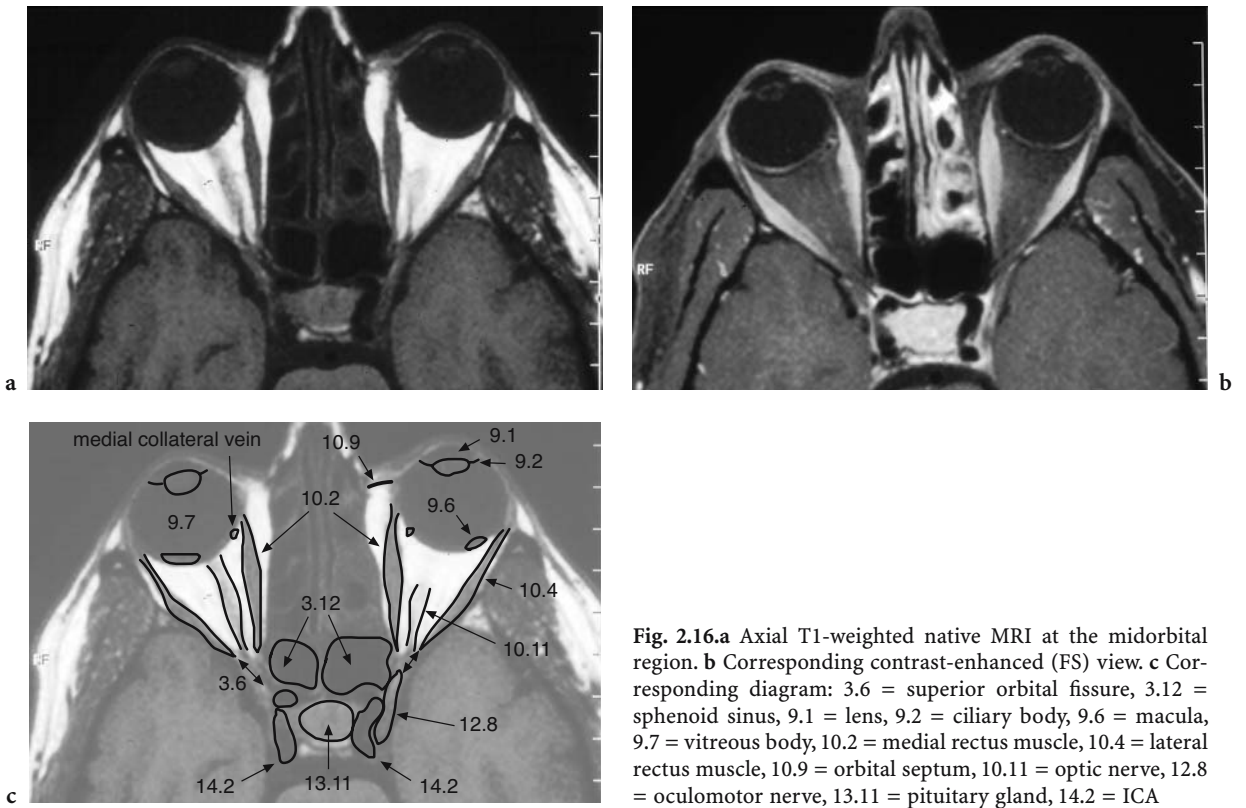 RF
a
RF
b
medial collateral vein
10.9
9.1
9.2
10.2
9.6
9.7
10.4
3.12
10.11
3.6
12.8
14.2
13.11
14.2
RF
c
Fig. 2.16.a Axial T1-weighted native MRI at the midorbital
region. b Corresponding contrast-enhanced (FS) view. c Cor-
responding diagram: 3.6 = superior orbital fissure, 3.12 =
sphenoid sinus, 9.1 = lens, 9.2 = ciliary body, 9.6 = macula,
9.7 = vitreous body, 10.2 = medial rectus muscle, 10.4 = lateral
rectus muscle, 10.9 = orbital septum, 10.11 = optic nerve, 12.8
= oculomotor nerve, 13.11 = pituitary gland, 14.2 = ICA